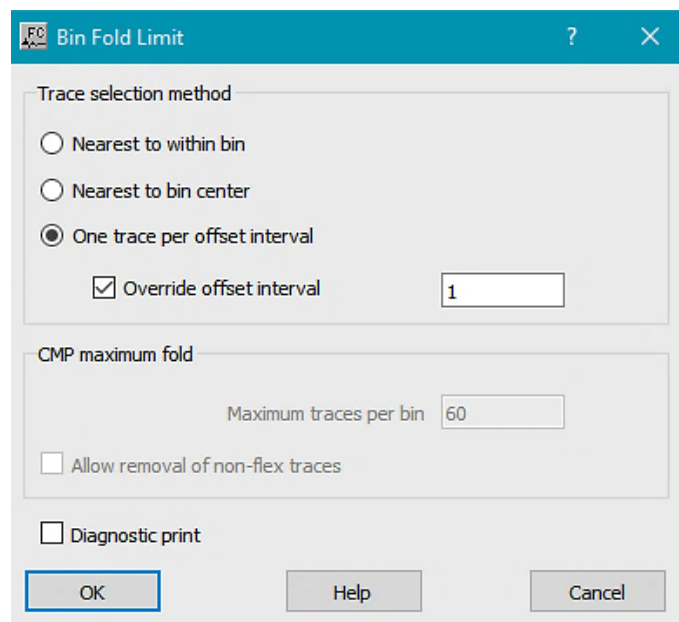 FC
Bin Fold Limit ? ×
Trace selection method
Nearest to within bin
Nearest to bin center
One trace per offset interval
Override offset interval 1
CMP maximum fold
Maximum traces per bin 60
Allow removal of non-flex traces
Diagnostic print
OK Help Cancel